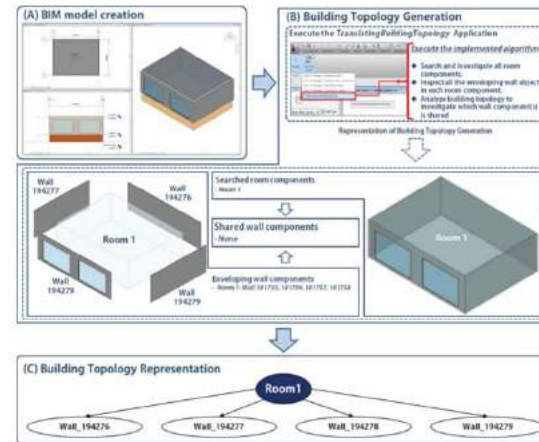 (A) BIM model creation
(B) Building Topology Generation
Execute the TranslatingBuildingTopology Application
Execute the implemented algorithm
Search and investigate all room
components.
Inspect all the enveloping wall object
in each room component.
Analyze building topology to
investigate which wall component(s)
is shared
Representation of Building Topology Generation
Wall
194277
Wall
194276
Room 1
Wall
194278
Wall
194279
Searched room components
- Room 1
Shared wall components
- None
Enveloping wall components
Room 1
(C) Building Topology Representation
Room1
Wall_194276
Wall_194277
Wall_194278
Wall_194279